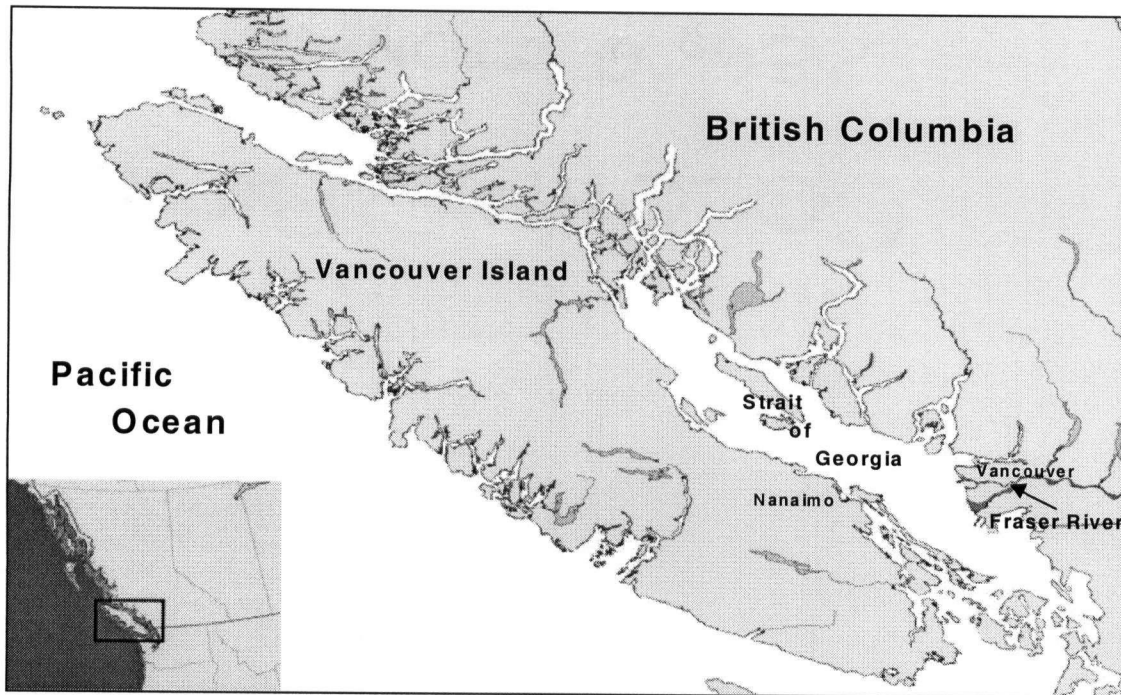 British Columbia
Vancouver Island
Pacific
Ocean
Strait
of
Georgia
Vancouver
Nanaimo
Fraser River